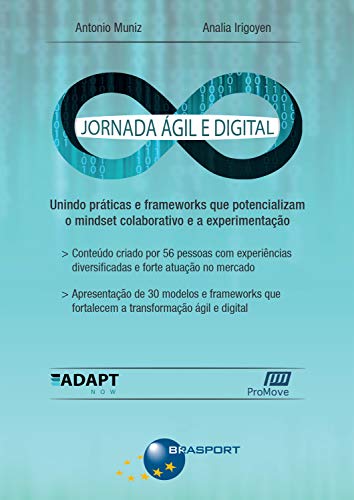 Antonio Muniz Analia Irigoyen
JORNADA ÁGIL E DIGITAL
Unindo práticas e frameworks que potencializam
o mindset colaborativo e a experimentação
> Conteúdo criado por 56 pessoas com experiências
diversificadas e forte atuação no mercado
> Apresentação de 30 modelos e frameworks que
fortalecem a transformação ágil e digital
ADAPT
NOW
ProMove
BRASPORT